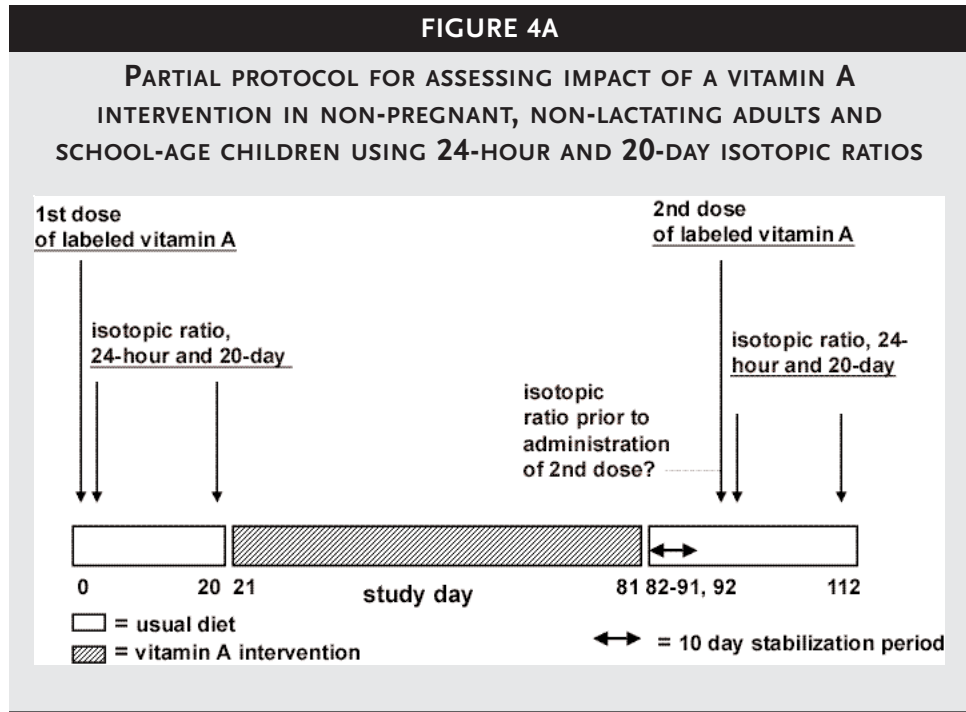 FIGURE 4A
PARTIAL PROTOCOL FOR ASSESSING IMPACT OF A VITAMIN A
INTERVENTION IN NON-PREGNANT, NON-LACTATING ADULTS AND
SCHOOL-AGE CHILDREN USING 24-HOUR AND 20-DAY ISOTOPIC RATIOS
1st dose
of labeled vitamin A
isotopic ratio,
24-hour and 20-day
2nd dose
of labeled vitamin A
isotopic ratio, 24-
hour and 20-day
isotopic
ratio prior to
administration
of 2nd dose?
0 20 21 study day 81 82-91, 92 112
= usual diet
= vitamin A intervention
= 10 day stabilization period